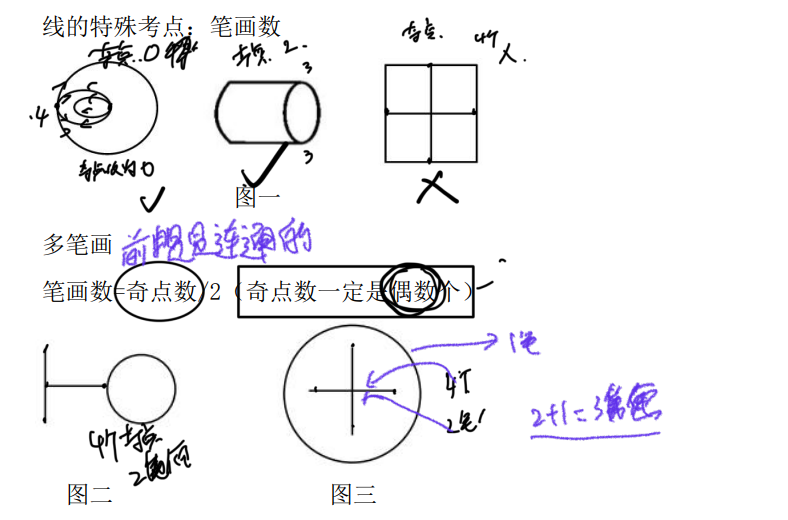 线的特殊考点：笔画数
奇点.0
奇点.2.
奇点. 4个
3
.4
3
奇点仅为0
图一
多笔画 前提是连通的
笔画数=奇点数/2（奇点数一定是偶数个）
1笔
4个
2笔
2+1=3笔画
4个奇点
2笔画
图二
图三